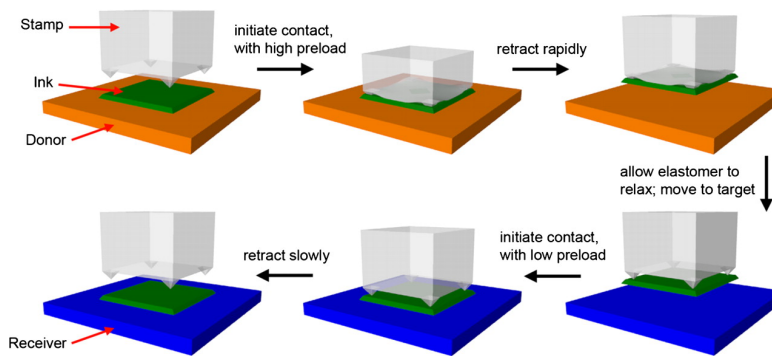 Stamp
Ink
Donor
initiate contact,
with high preload
retract rapidly
allow elastomer to
relax; move to target
initiate contact,
with low preload
retract slowly
Receiver